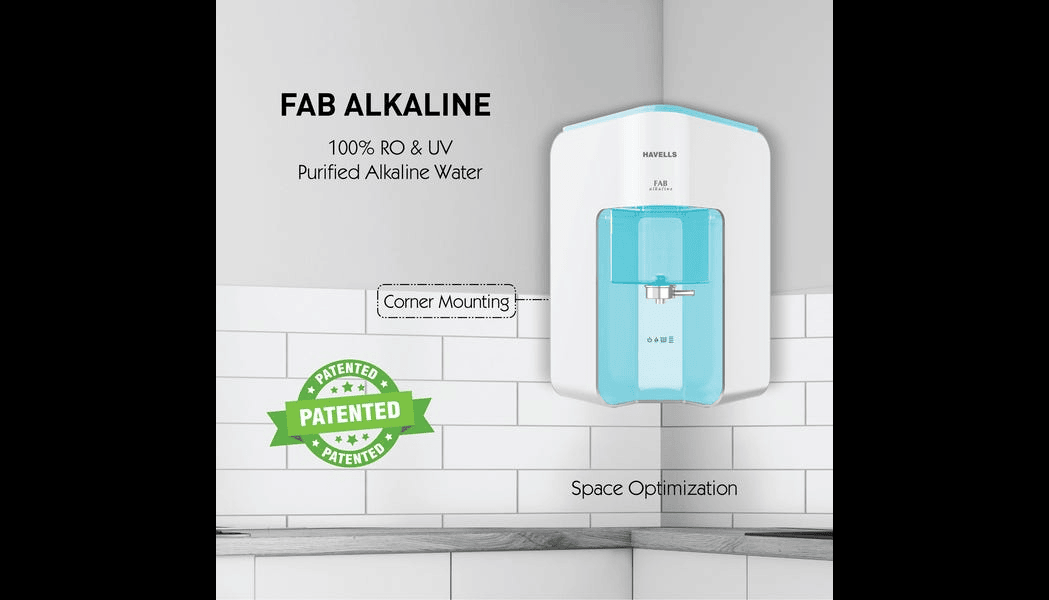 FAB ALKALINE
100% RO & UV
Purified Alkaline Water
HAVELLS
FAB
alkaline
Corner Mounting
PATENTED
PATENTED
PATENTED
Space Optimization